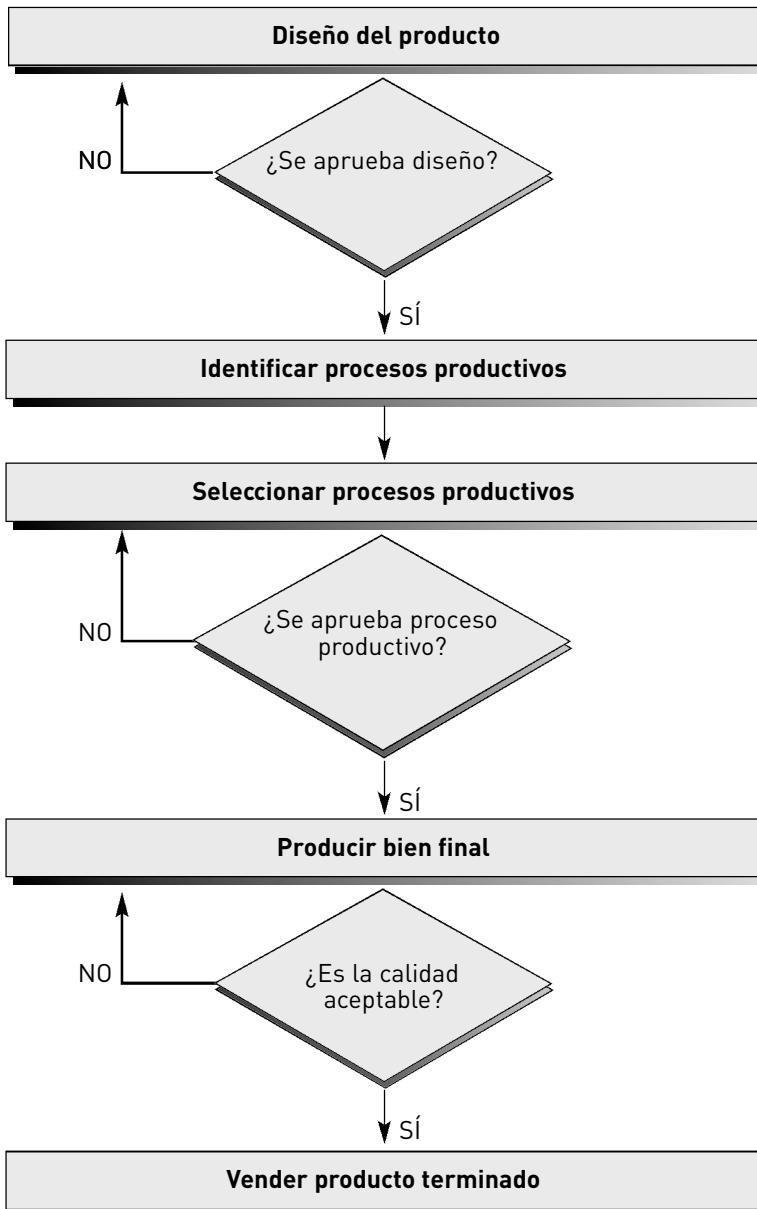 Diseño del producto
¿Se aprueba diseño?
NO
SÍ
Identificar procesos productivos
Seleccionar procesos productivos
¿Se aprueba proceso
productivo?
NO
SÍ
Producir bien final
¿Es la calidad
aceptable?
NO
SÍ
Vender producto terminado